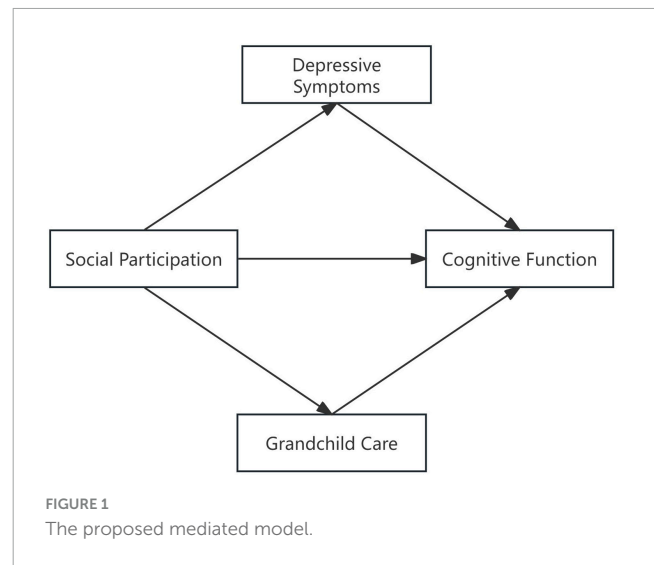 Depressive
Symptoms
Social Participation
Cognitive Function
Grandchild Care
FIGURE 1
The proposed mediated model.